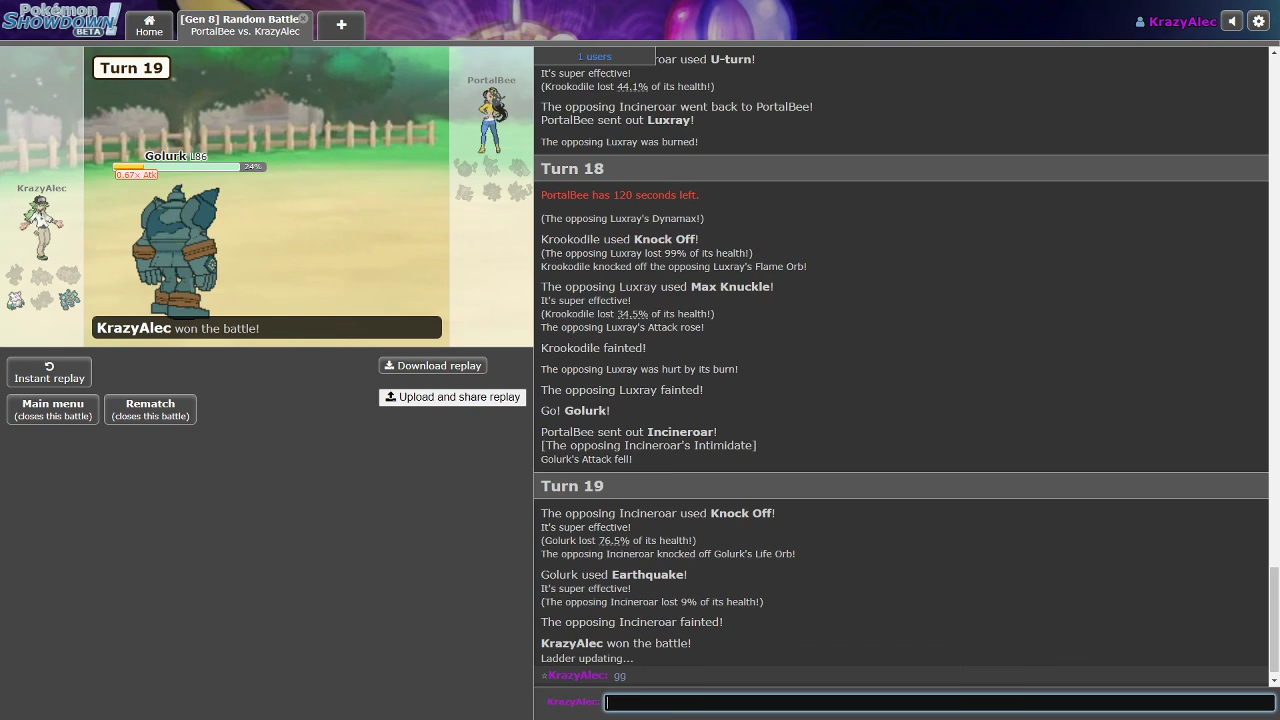 Pokémon
Showdown!
BETA!
Home
[Gen 8] Random Battle
PortalBee vs. KrazyAlec
KrazyAlec
Turn 19
PortalBee
KrazyAlec
Golurk L86
24%
0.67× Atk
KrazyAlec won the battle!
Instant replay
Download replay
Upload and share replay
Main menu
(closes this battle)
Rematch
(closes this battle)
1 users
roar used U-turn!
It's super effective!
(Krookodile lost 44.1% of its health!)
The opposing Incineroar went back to PortalBee!
PortalBee sent out Luxray!
The opposing Luxray was burned!
Turn 18
PortalBee has 120 seconds left.
(The opposing Luxray's Dynamax!)
Krookodile used Knock Off!
(The opposing Luxray lost 99% of its health!)
Krookodile knocked off the opposing Luxray's Flame Orb!
The opposing Luxray used Max Knuckle!
It's super effective!
(Krookodile lost 34.5% of its health!)
The opposing Luxray's Attack rose!
Krookodile fainted!
The opposing Luxray was hurt by its burn!
The opposing Luxray fainted!
Go! Golurk!
PortalBee sent out Incineroar!
[The opposing Incineroar's Intimidate]
Golurk's Attack fell!
Turn 19
The opposing Incineroar used Knock Off!
It's super effective!
(Golurk lost 76.5% of its health!)
The opposing Incineroar knocked off Golurk's Life Orb!
Golurk used Earthquake!
It's super effective!
(The opposing Incineroar lost 9% of its health!)
The opposing Incineroar fainted!
KrazyAlec won the battle!
Ladder updating...
☆KrazyAlec: gg
KrazyAlec: